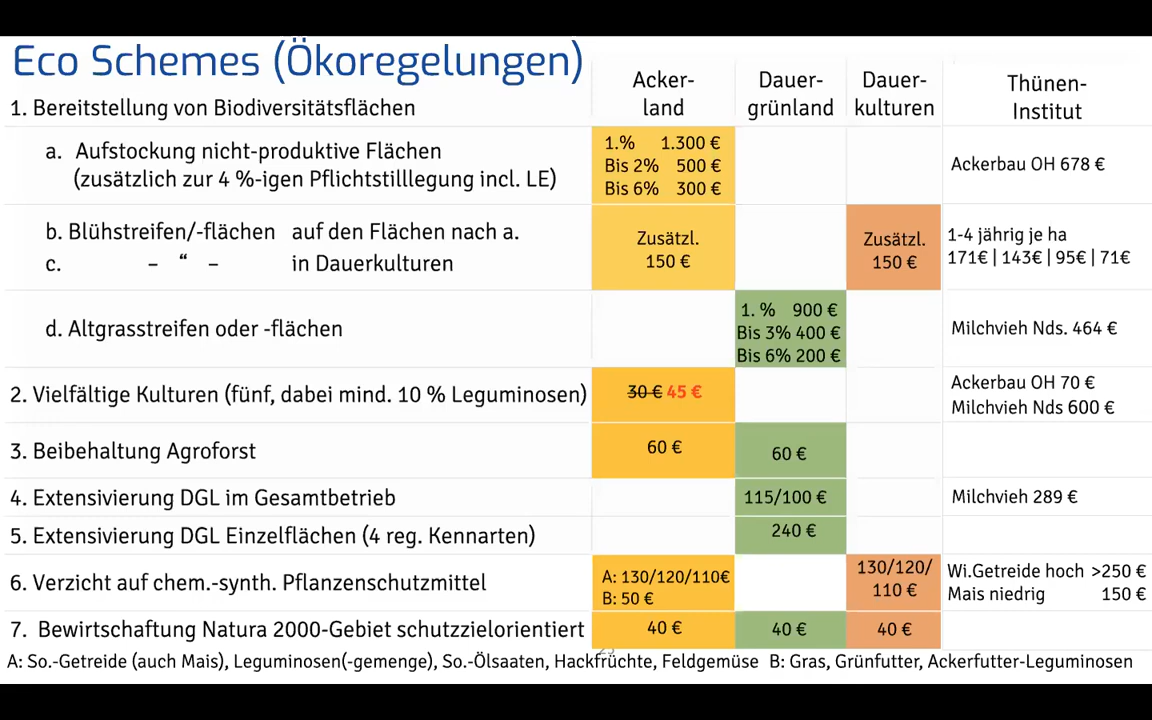 Eco Schemes (Ökoregelungen)
Acker-
land
Dauer-
grünland
Dauer-
kulturen
Thünen-
Institut
1. Bereitstellung von Biodiversitätsflächen
a. Aufstockung nicht-produktive Flächen
(zusätzlich zur 4 %-igen Pflichtstilllegung incl. LE)
1.% 1.300 €
Bis 2% 500 €
Bis 6% 300 €
Ackerbau OH 678 €
b. Blühstreifen/-flächen auf den Flächen nach a.
c. – “ – in Dauerkulturen
Zusätzl.
150 €
Zusätzl.
150 €
1-4 jährig je ha
171€ | 143€ | 95€ | 71€
d. Altgrasstreifen oder -flächen
1. % 900 €
Bis 3% 400 €
Bis 6% 200 €
Milchvieh Nds. 464 €
2. Vielfältige Kulturen (fünf, dabei mind. 10 % Leguminosen)
30 € 45 €
Ackerbau OH 70 €
Milchvieh Nds 600 €
3. Beibehaltung Agroforst
60 €
60 €
4. Extensivierung DGL im Gesamtbetrieb
115/100 €
Milchvieh 289 €
5. Extensivierung DGL Einzelflächen (4 reg. Kennarten)
240 €
6. Verzicht auf chem.-synth. Pflanzenschutzmittel
A: 130/120/110€
B: 50 €
130/120/
110 €
Wi.Getreide hoch >250 €
Mais niedrig 150 €
7. Bewirtschaftung Natura 2000-Gebiet schutzzielorientiert
40 €
40 €
40 €
A: So.-Getreide (auch Mais), Leguminosen(-gemenge), So.-Ölsaaten, Hackfrüchte, Feldgemüse B: Gras, Grünfutter, Ackerfutter-Leguminosen